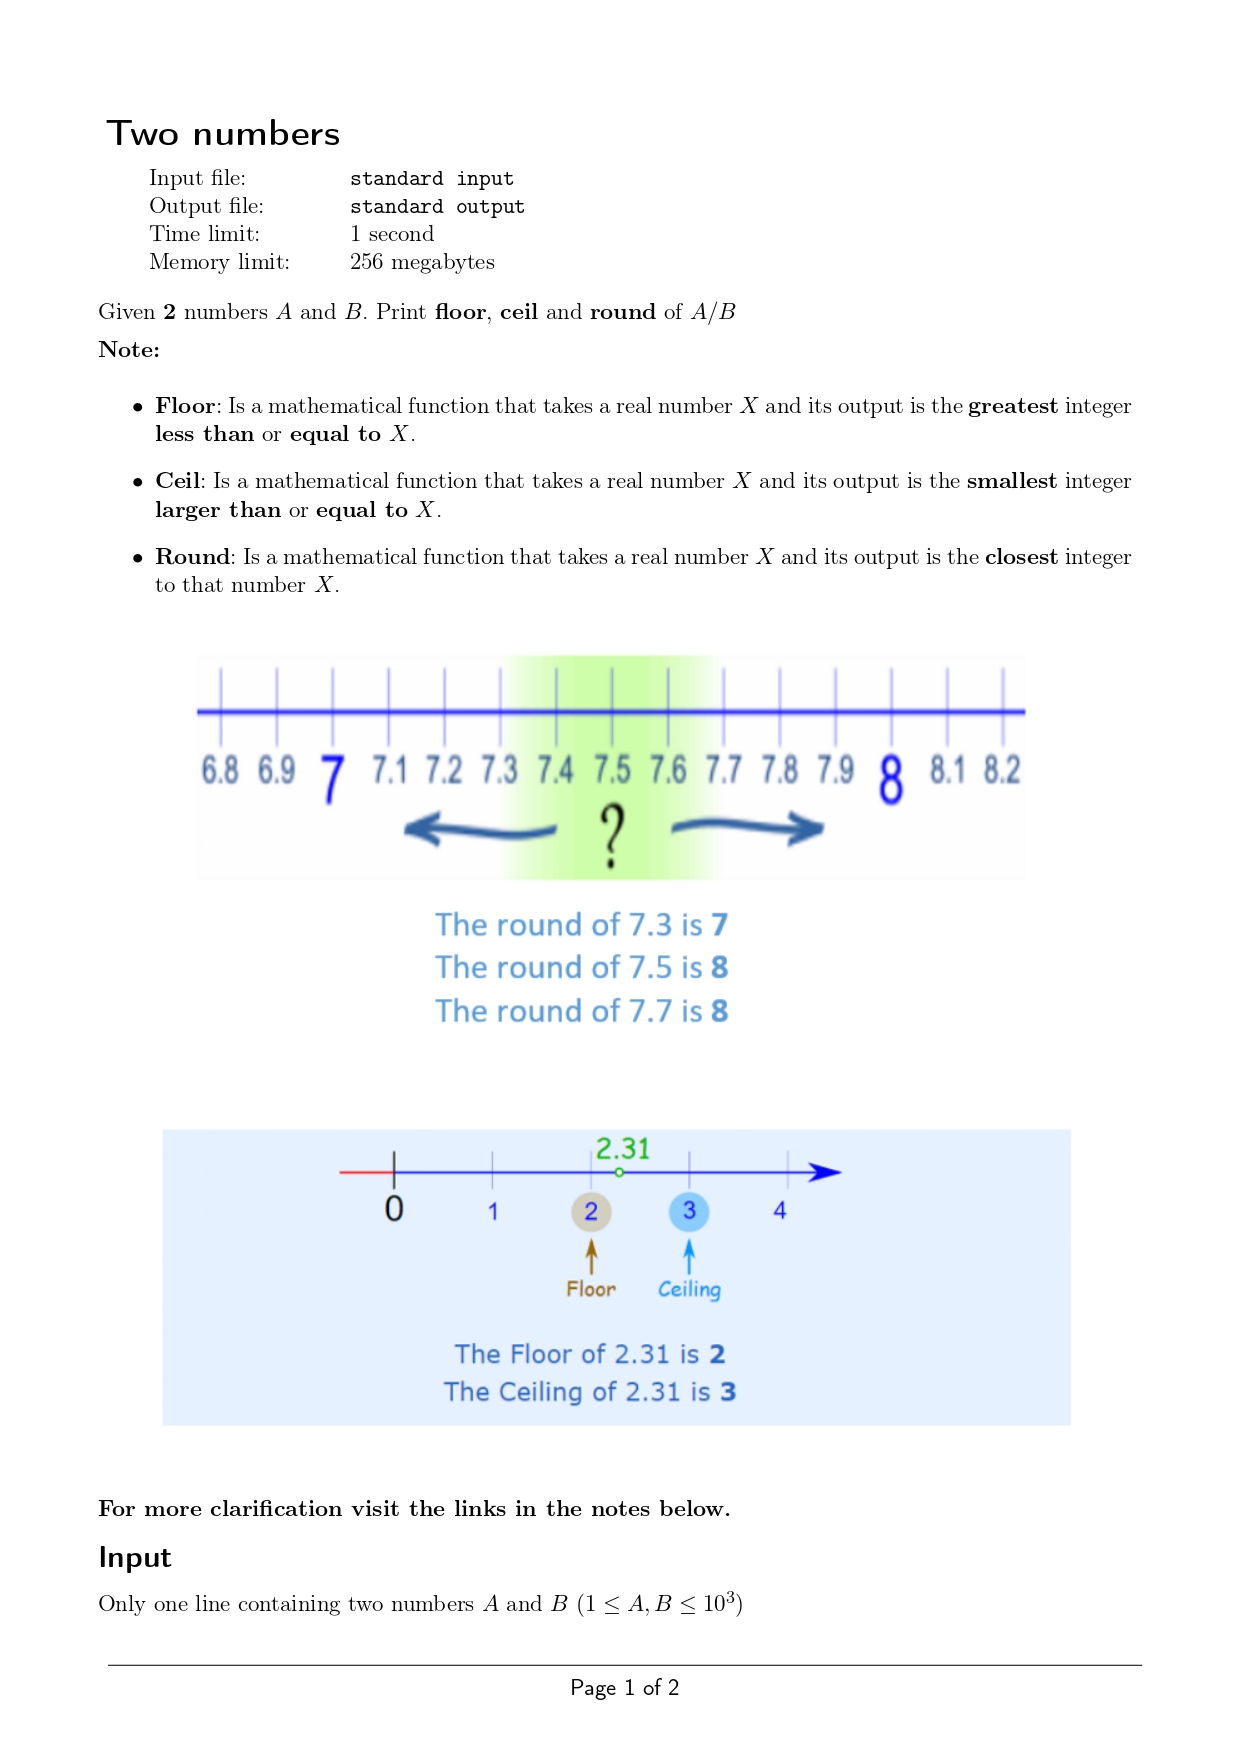 Two numbers
Input file: standard input
Output file: standard output
Time limit: 1 second
Memory limit: 256 megabytes
Given 2 numbers A and B. Print floor, ceil and round of A/B
Note:
• Floor: Is a mathematical function that takes a real number X and its output is the greatest integer
less than or equal to X.
• Ceil: Is a mathematical function that takes a real number X and its output is the smallest integer
larger than or equal to X.
• Round: Is a mathematical function that takes a real number X and its output is the closest integer
to that number X.
6.8 6.9 7 7.1 7.2 7.3 7.4 7.5 7.6 7.7 7.8 7.9 8 8.1 8.2
?
The round of 7.3 is 7
The round of 7.5 is 8
The round of 7.7 is 8
2.31
0 1 2 3 4
Floor Ceiling
The Floor of 2.31 is 2
The Ceiling of 2.31 is 3
For more clarification visit the links in the notes below.
Input
Only one line containing two numbers A and B (1 ≤ A, B ≤ 10³)
Page 1 of 2